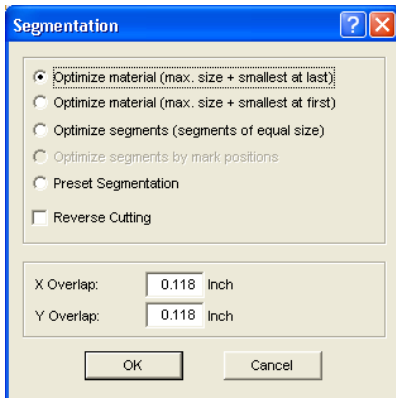 Segmentation
Optimize material (max. size + smallest at last)
Optimize material (max. size + smallest at first)
Optimize segments (segments of equal size)
Optimize segments by mark positions
Preset Segmentation
Reverse Cutting
X Overlap: 0.118 Inch
Y Overlap: 0.118 Inch
OK Cancel